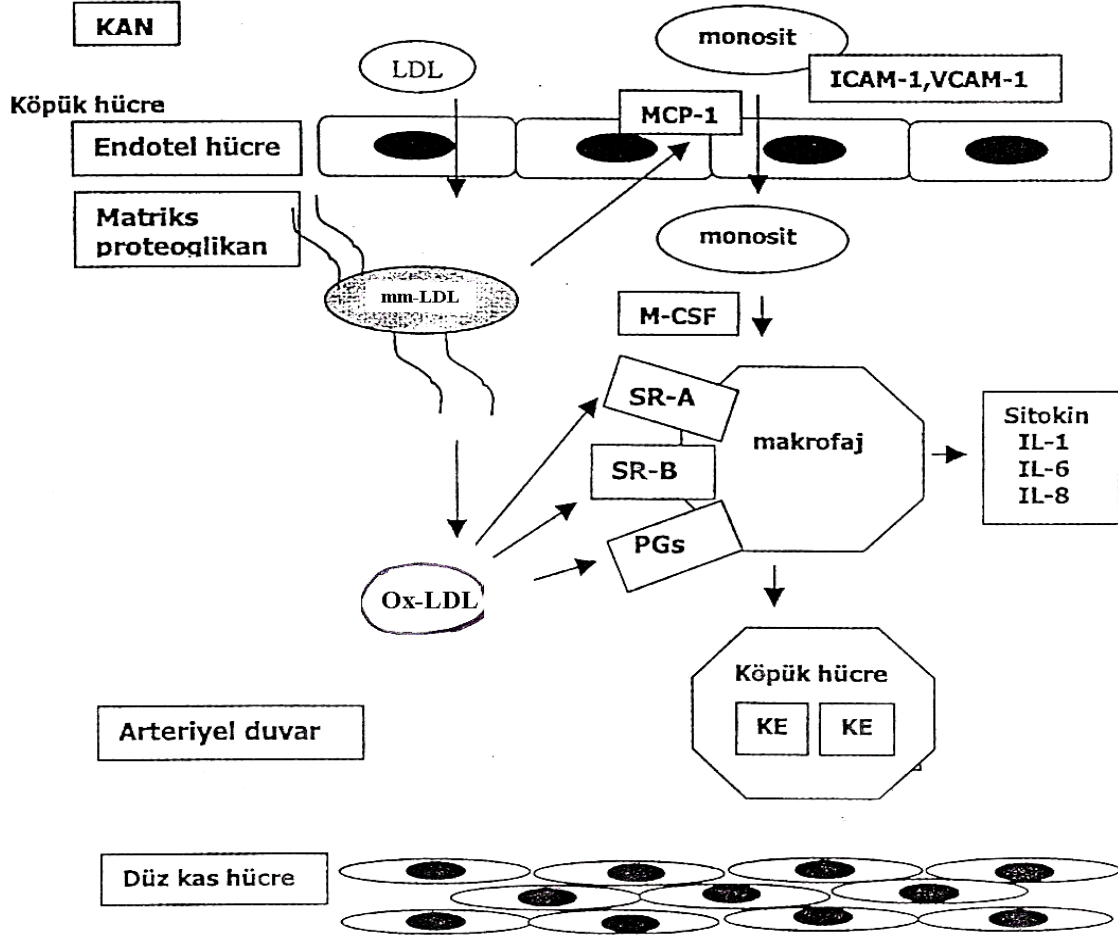 KAN
LDL
monosit
ICAM-1,VCAM-1
Köpük hücre
MCP-1
Endotel hücre
Matriks
proteoglikan
monosit
mm-LDL
M-CSF
SR-A
makrofaj
Sitokin
IL-1
IL-6
IL-8
SR-B
PGs
Ox-LDL
Köpük hücre
KE KE
Arteriyel duvar
Düz kas hücre